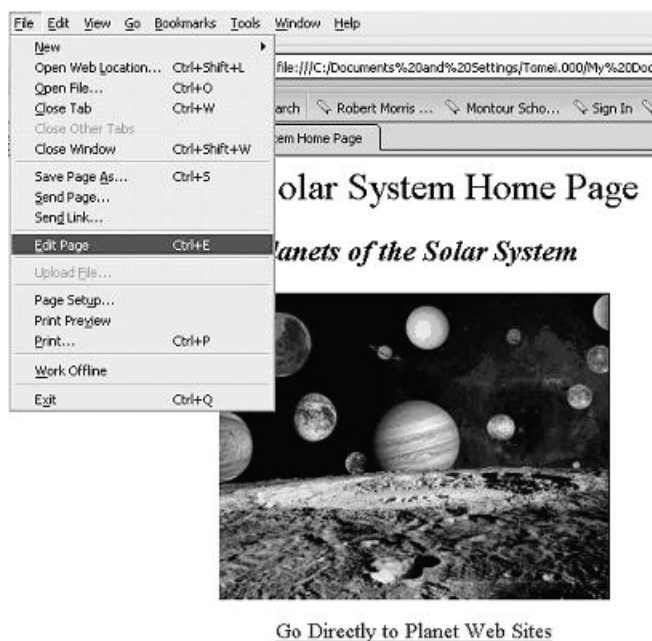 File Edit View Go Bookmarks Tools Window Help
New
Open Web Location... Ctrl+Shift+L
file:///C:/Documents%20and%20Settings/Tomei.000/My%20Doc
Open File... Ctrl+O
Close Tab Ctrl+W
arch Robert Morris ... Montour Scho... Sign In
Close Other Tabs
em Home Page
Close Window Ctrl+Shift+W
Save Page As... Ctrl+S
Send Page...
Send Link...
olar System Home Page
Edit Page Ctrl+E
lanets of the Solar System
Upload File...
Page Setup...
Print Preview
Print... Ctrl+P
Work Offline
Exit Ctrl+Q
Go Directly to Planet Web Sites